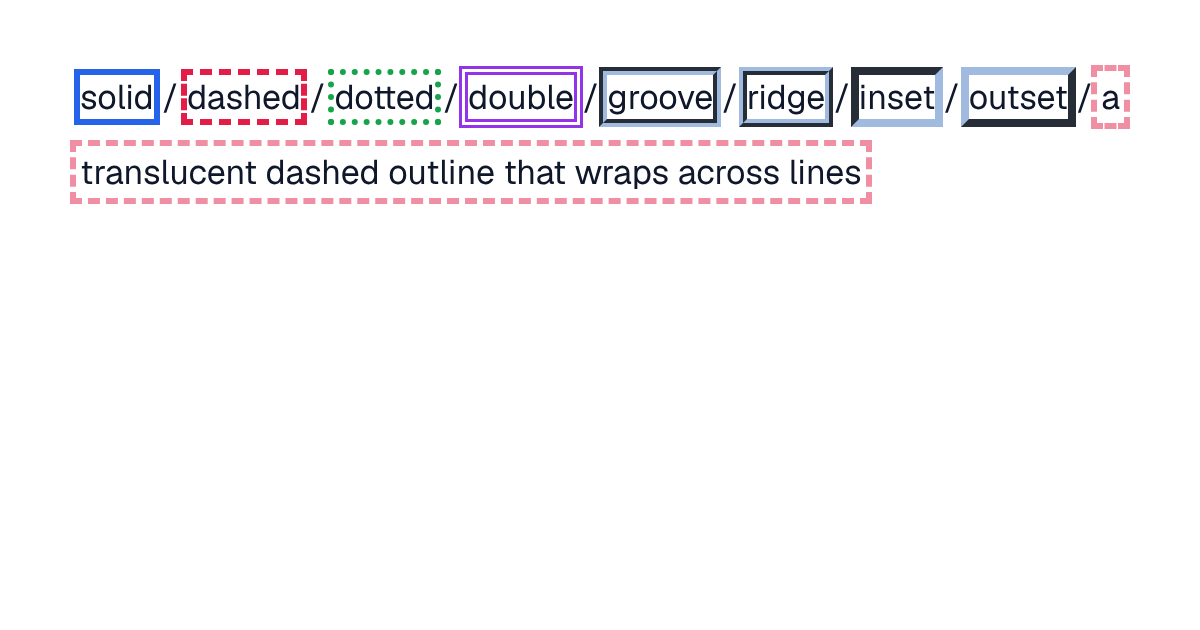 solid / dashed / dotted / double / groove / ridge / inset / outset / a
translucent dashed outline that wraps across lines